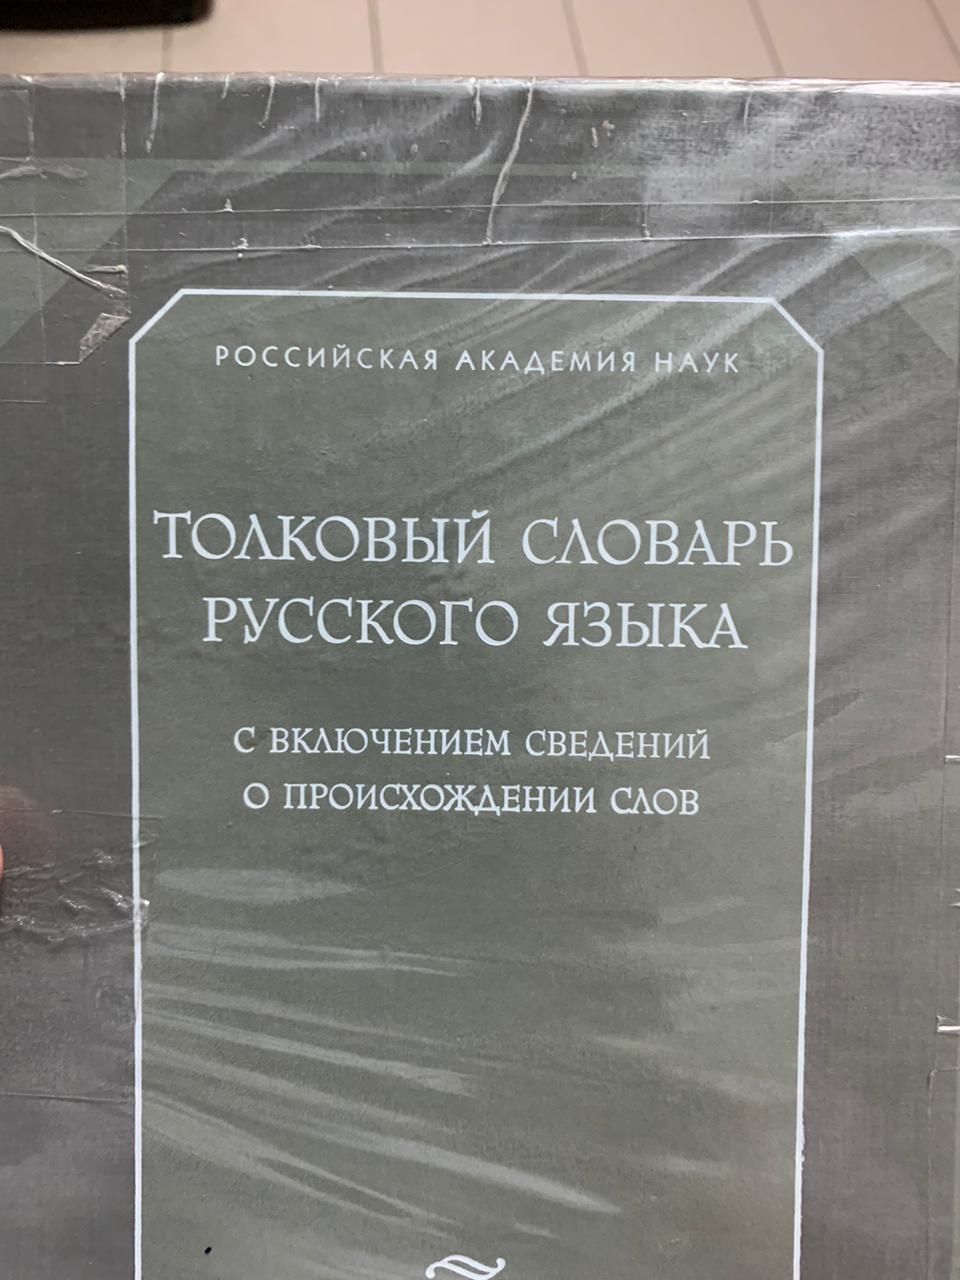 РОССИЙСКАЯ АКАДЕМИЯ НАУК
ТОЛКОВЫЙ СЛОВАРЬ
РУССКОГО ЯЗЫКА
С ВКЛЮЧЕНИЕМ СВЕДЕНИЙ
О ПРОИСХОЖДЕНИИ СЛОВ